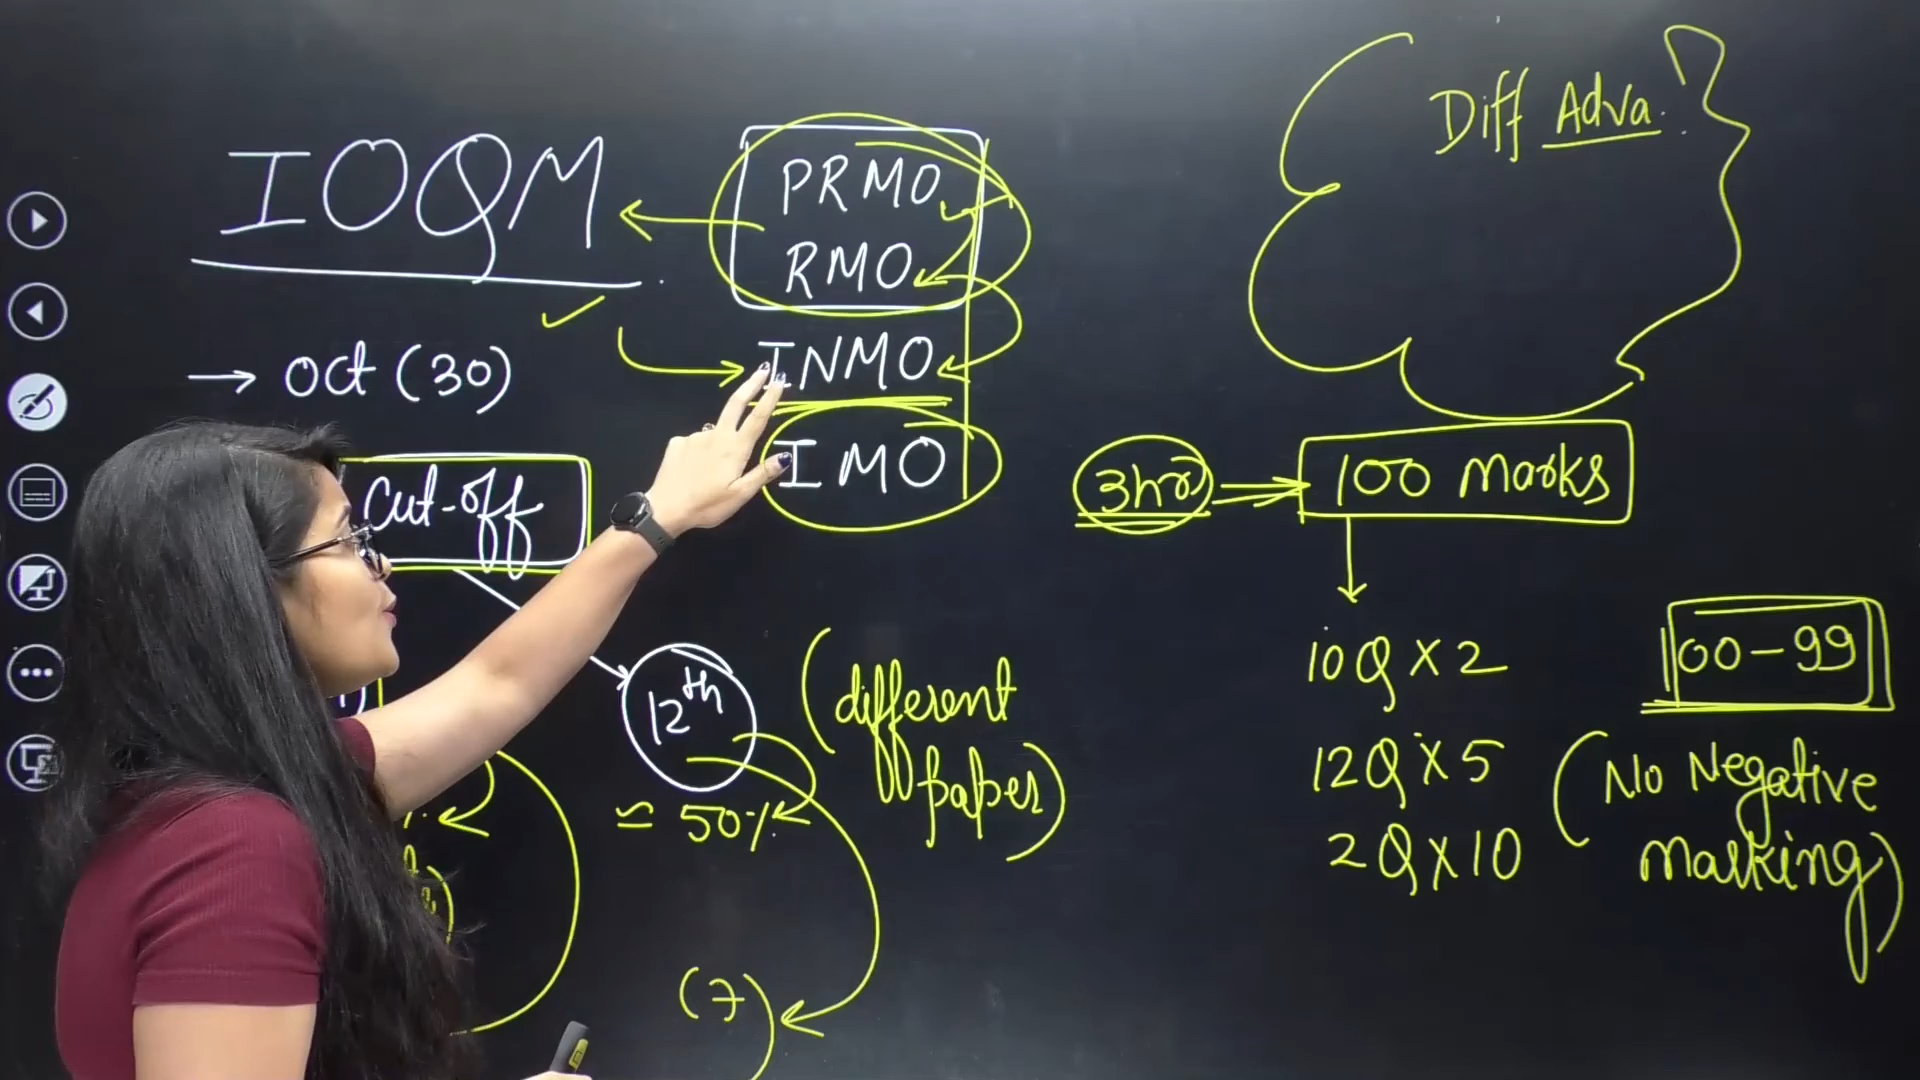 IOQM
PRMO
RMO
INMO
IMO
→ Oct (30)
Cut-off
12th
≃ 50%
(different
paper)
(7)
Diff Adva.
3hr
100 Marks
10Q X 2
12Q X 5
2Q X 10
00-99
(No Negative
Marking)